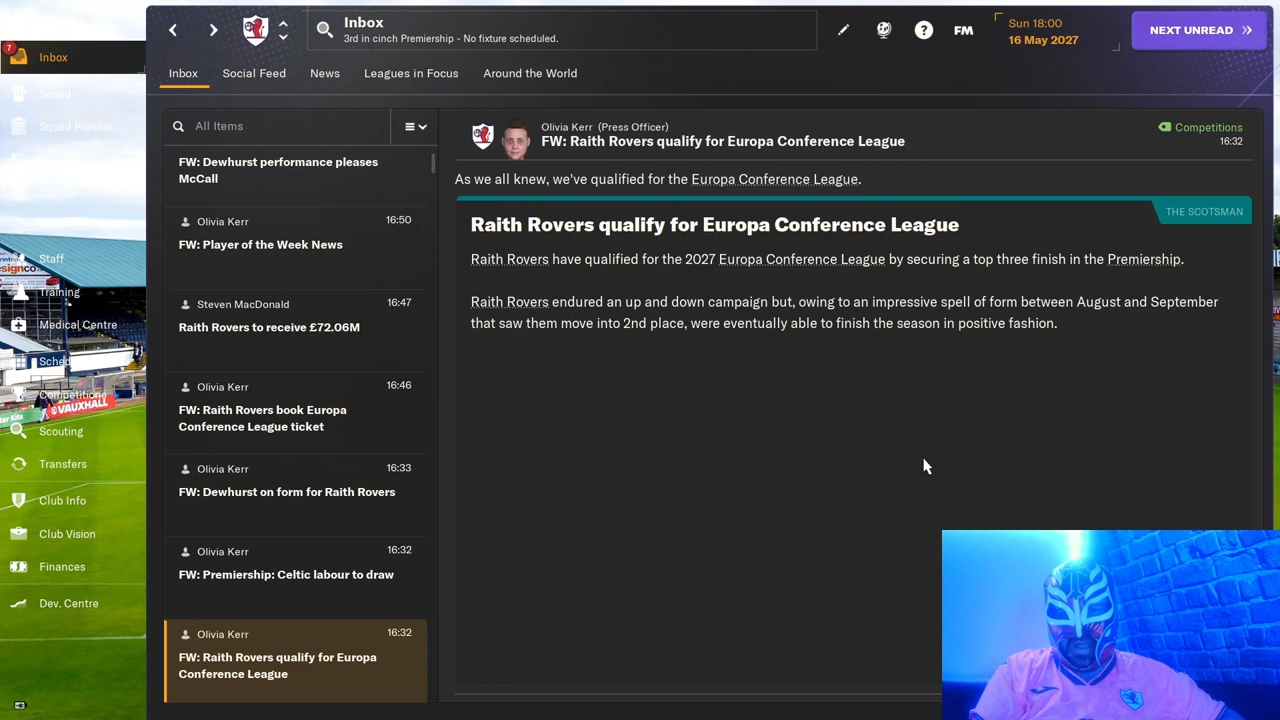 Inbox
3rd in cinch Premiership - No fixture scheduled.
FM
Sun 18:00
16 May 2027
NEXT UNREAD
7
Inbox
Squad
Squad Planner
Staff
Training
Medical Centre
Sched
Competitions
Scouting
Transfers
Club Info
Club Vision
Finances
Dev. Centre
Inbox
Social Feed
News
Leagues in Focus
Around the World
All Items
FW: Dewhurst performance pleases
McCall
Olivia Kerr
16:50
FW: Player of the Week News
Steven MacDonald
16:47
Raith Rovers to receive £72.06M
Olivia Kerr
16:46
FW: Raith Rovers book Europa
Conference League ticket
Olivia Kerr
16:33
FW: Dewhurst on form for Raith Rovers
Olivia Kerr
16:32
FW: Premiership: Celtic labour to draw
Olivia Kerr
16:32
FW: Raith Rovers qualify for Europa
Conference League
Olivia Kerr (Press Officer)
FW: Raith Rovers qualify for Europa Conference League
Competitions
16:32
As we all knew, we've qualified for the Europa Conference League.
THE SCOTSMAN
Raith Rovers qualify for Europa Conference League
Raith Rovers have qualified for the 2027 Europa Conference League by securing a top three finish in the Premiership.
Raith Rovers endured an up and down campaign but, owing to an impressive spell of form between August and September
that saw them move into 2nd place, were eventually able to finish the season in positive fashion.
VAUXHALL